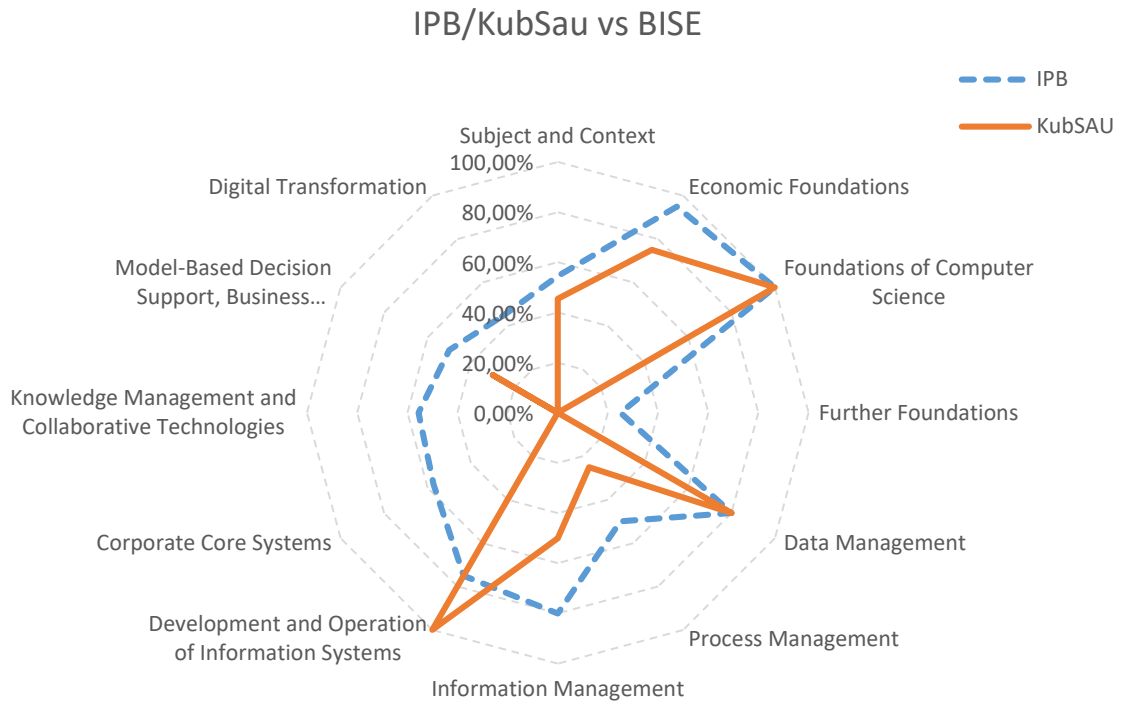 IPB/KubSau vs BISE
IPB
KubSAU
Subject and Context
Economic Foundations
Foundations of Computer
Science
Further Foundations
Data Management
Process Management
Information Management
Development and Operation
of Information Systems
Corporate Core Systems
Knowledge Management and
Collaborative Technologies
Model-Based Decision
Support, Business...
Digital Transformation
100,00%
80,00%
60,00%
40,00%
20,00%
0,00%